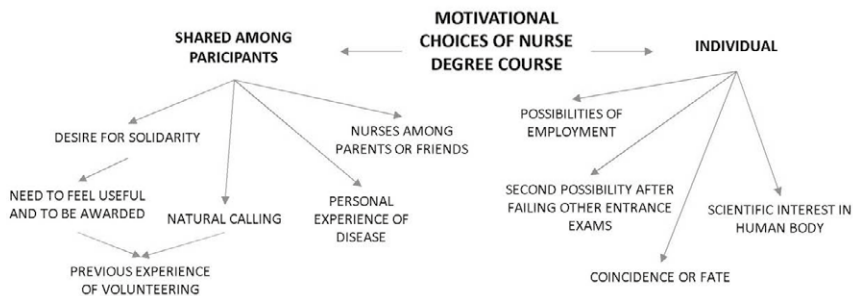 MOTIVATIONAL
CHOICES OF NURSE
DEGREE COURSE
SHARED AMONG
PARICIPANTS
INDIVIDUAL
DESIRE FOR SOLIDARITY
NURSES AMONG
PARENTS OR FRIENDS
NEED TO FEEL USEFUL
AND TO BE AWARDED
NATURAL CALLING
PERSONAL
EXPERIENCE OF
DISEASE
PREVIOUS EXPERIENCE
OF VOLUNTEERING
POSSIBILITIES OF
EMPLOYMENT
SECOND POSSIBILITY AFTER
FAILING OTHER ENTRANCE
EXAMS
SCIENTIFIC INTEREST IN
HUMAN BODY
COINCIDENCE OR FATE